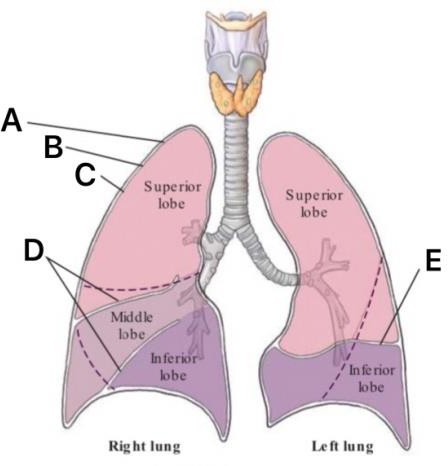 A
B
C
Superior
lobe
Superior
lobe
D
E
Middle
lobe
Inferior
lobe
Inferior
lobe
Right lung
Left lung